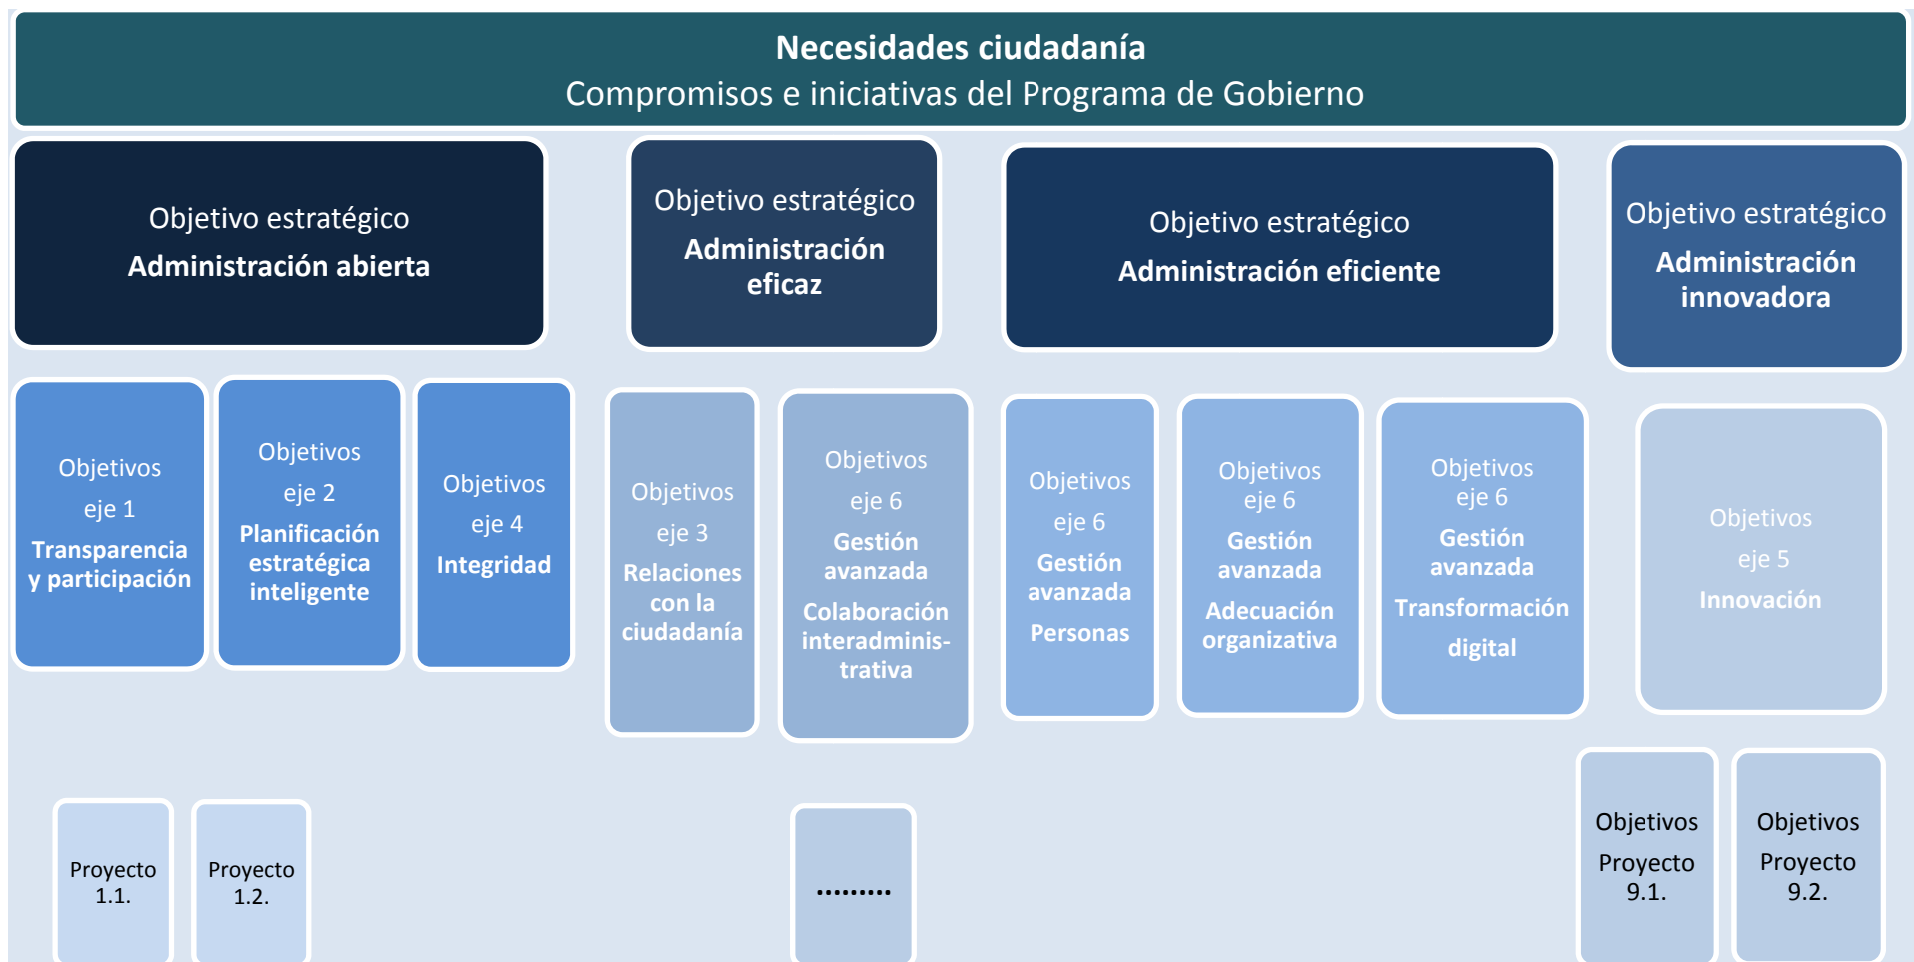 Necesidades ciudadanía
Compromisos e iniciativas del Programa de Gobierno
Objetivo estratégico
Administración abierta
Objetivo estratégico
Administración
eficaz
Objetivo estratégico
Administración eficiente
Objetivo estratégico
Administración
innovadora
Objetivos
eje 1
Transparencia
y participación
Objetivos
eje 2
Planificación
estratégica
inteligente
Objetivos
eje 4
Integridad
Objetivos
eje 3
Relaciones
con la
ciudadanía
Objetivos
eje 6
Gestión
avanzada
Colaboración
interadminis-
trativa
Objetivos
eje 6
Gestión
avanzada
Personas
Objetivos
eje 6
Gestión
avanzada
Adecuación
organizativa
Objetivos
eje 6
Gestión
avanzada
Transformación
digital
Objetivos
eje 5
Innovación
Proyecto
1.1.
Proyecto
1.2.
.........
Objetivos
Proyecto
9.1.
Objetivos
Proyecto
9.2.